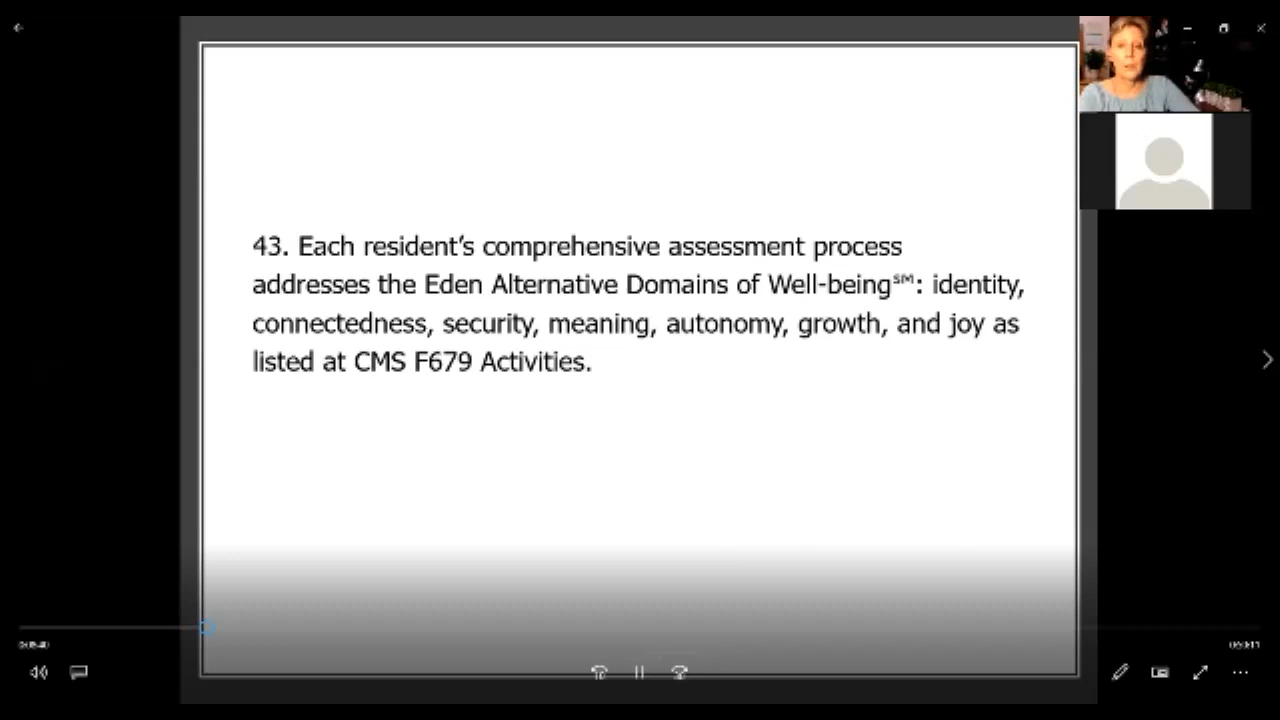 43. Each resident’s comprehensive assessment process
addresses the Eden Alternative Domains of Well-being℠: identity,
connectedness, security, meaning, autonomy, growth, and joy as
listed at CMS F679 Activities.